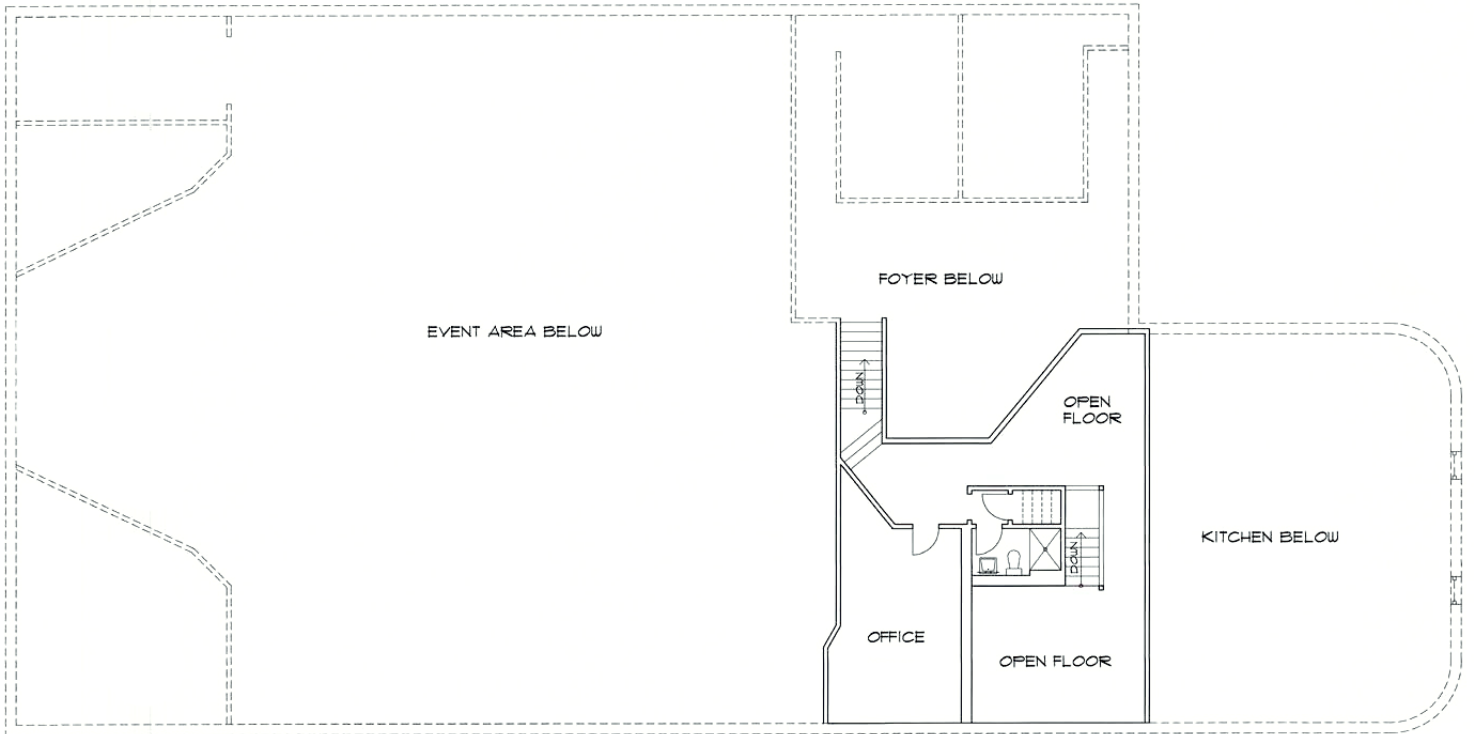 FOYER BELOW
EVENT AREA BELOW
DOWN
OPEN
FLOOR
KITCHEN BELOW
DOWN
OFFICE
OPEN FLOOR